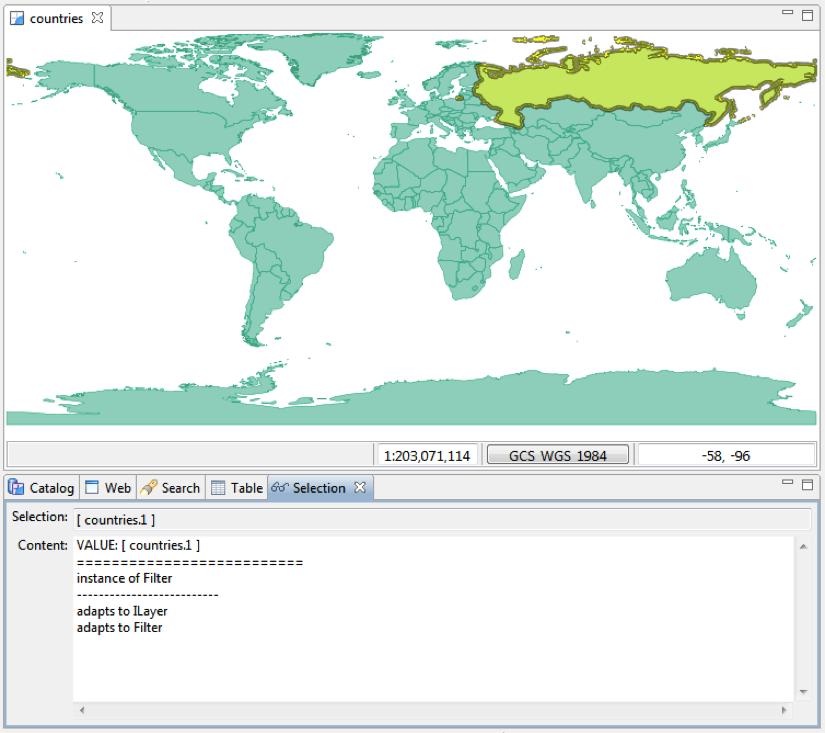 countries
1:203,071,114
GCS_WGS_1984
-58, -96
Catalog Web Search Table Selection
Selection: [ countries.1 ]
Content: VALUE: [ countries.1 ]
==========================
instance of Filter
--------------------------
adapts to ILayer
adapts to Filter